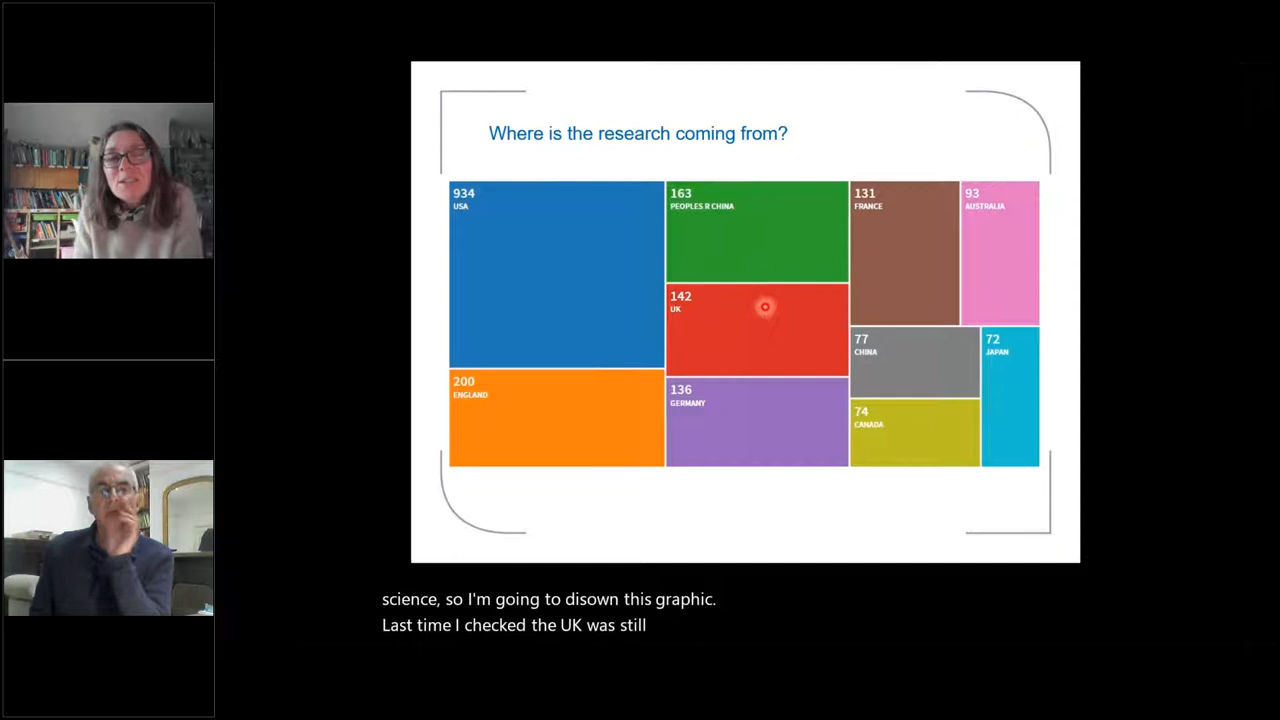 Where is the research coming from?
934
USA
163
PEOPLES R CHINA
131
FRANCE
93
AUSTRALIA
142
UK
77
CHINA
72
JAPAN
200
ENGLAND
136
GERMANY
74
CANADA
science, so I'm going to disown this graphic.
Last time I checked the UK was still